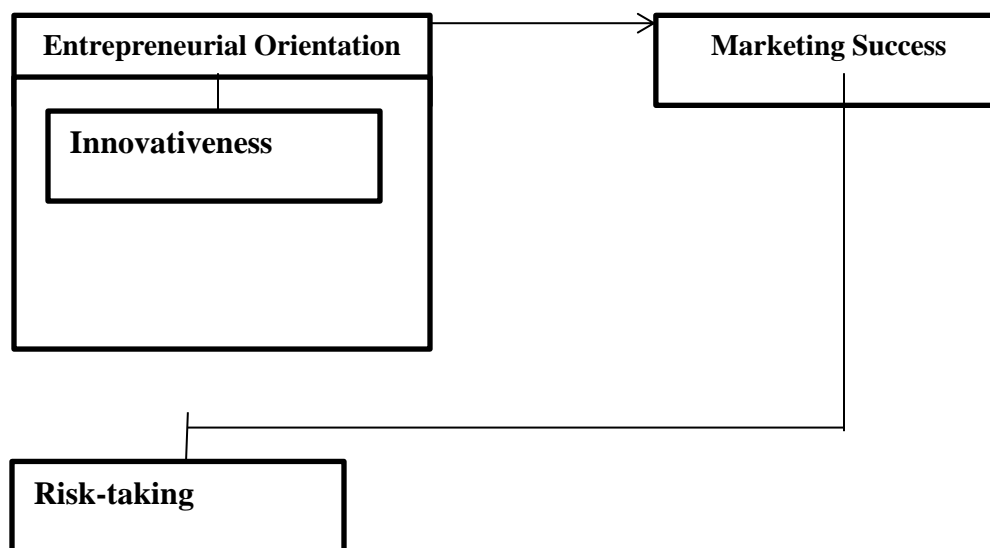 Entrepreneurial Orientation
Marketing Success
Innovativeness
Risk-taking